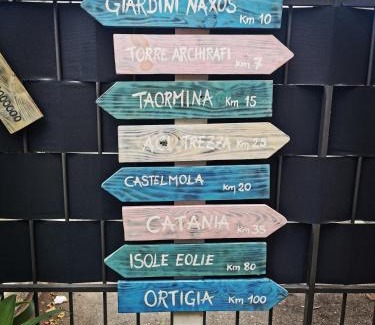 GIARDINI NAXOS Km 10
TORRE ARCHIRAFI Km 7
TAORMINA Km 15
TREZZA Km 25
CASTELMOLA Km 20
CATANIA Km 35
ISOLE EOLIE Km 80
ORTIGIA Km 100